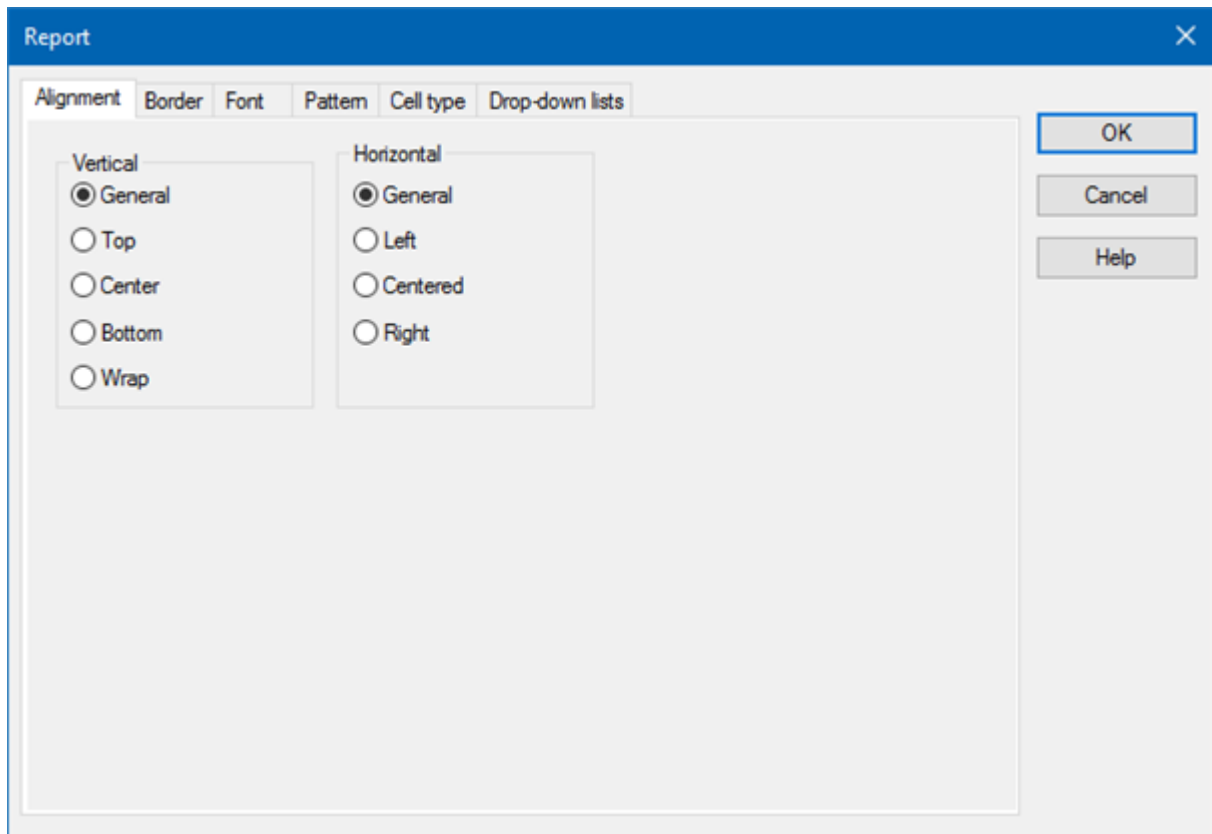 Report
Alignment Border Font Pattern Cell type Drop-down lists
Vertical
General
Top
Center
Bottom
Wrap
Horizontal
General
Left
Centered
Right
OK
Cancel
Help